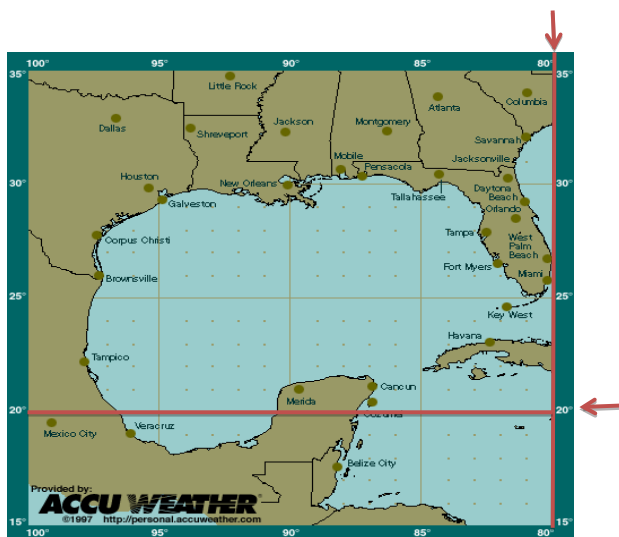 100° 95° 90° 85° 80°
35° 35°
Little Rock
Dallas
Shreveport
Jackson
Montgomery
Atlanta
Columbia
Savannah
Jacksonville
Mobile
Pensacola
Tallahassee
Houston
New Orleans
30° 30°
Galveston
Daytona
Beach
Orlando
Tampa
West
Palm
Beach
Corpus Christi
Fort Myers
Miami
Brownsville
25° 25°
Key West
Havana
Tampico
Cancun
Merida
20° 20°
Cozumel
Mexico City
Veracruz
Belize City
Provided by:
ACCU WEATHER®
©1997 http://personal.accuweather.com
15° 15°
100° 95° 90° 85° 80°